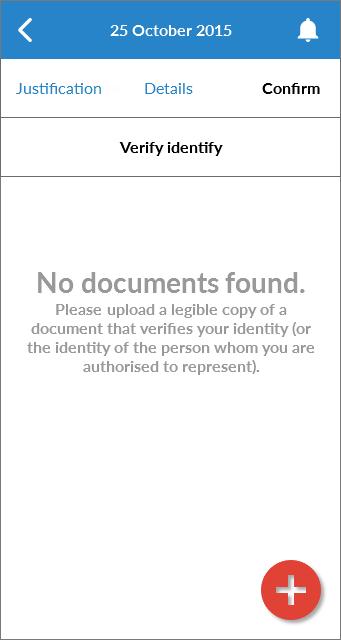 25 October 2015
Justification Details Confirm
Verify identify
No documents found.
Please upload a legible copy of a
document that verifies your identity (or
the identity of the person whom you are
authorised to represent).